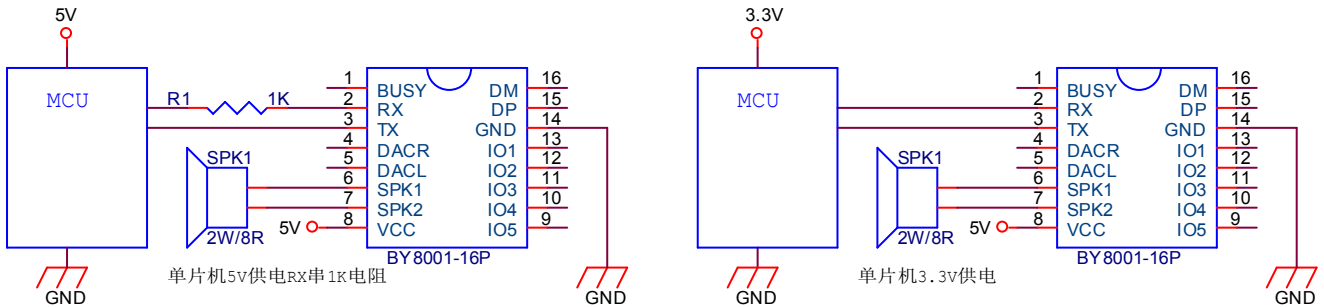 5V
MCU
R1
1K
1 BUSY DM 16
2 RX DP 15
3 TX GND 14
4 DACR IO1 13
5 DACL IO2 12
6 SPK1 IO3 11
7 SPK2 IO4 10
8 VCC IO5 9
SPK1
2W/8R
5V
BY8001-16P
单片机5V供电RX串1K电阻
GND
GND
3.3V
MCU
1 BUSY DM 16
2 RX DP 15
3 TX GND 14
4 DACR IO1 13
5 DACL IO2 12
6 SPK1 IO3 11
7 SPK2 IO4 10
8 VCC IO5 9
SPK1
2W/8R
5V
BY8001-16P
单片机3.3V供电
GND
GND